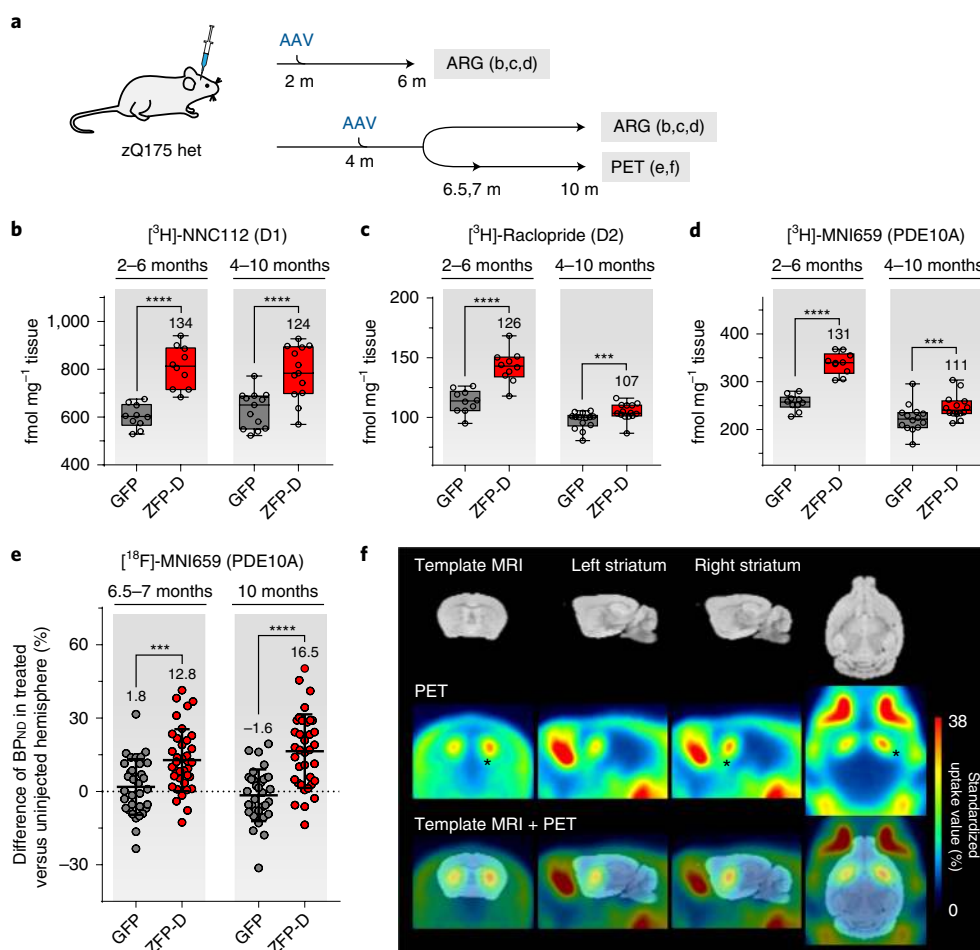 a
AAV
2 m
6 m
ARG (b,c,d)
AAV
4 m
ARG (b,c,d)
PET (e,f)
6.5,7 m
10 m
zQ175 het
b
[³H]-NNC112 (D1)
2–6 months
4–10 months
fmol mg⁻¹ tissue
1,000
800
600
400
****
134
****
124
GFP
ZFP-D
GFP
ZFP-D
c
[³H]-Raclopride (D2)
2–6 months
4–10 months
fmol mg⁻¹ tissue
200
150
100
****
126
***
107
GFP
ZFP-D
GFP
ZFP-D
d
[³H]-MNI659 (PDE10A)
2–6 months
4–10 months
fmol mg⁻¹ tissue
400
300
200
****
131
***
111
GFP
ZFP-D
GFP
ZFP-D
e
[¹⁸F]-MNI659 (PDE10A)
6.5–7 months
10 months
Difference of BPND in treated
versus uninjected hemisphere (%)
60
30
0
–30
***
1.8
12.8
****
–1.6
16.5
GFP
ZFP-D
GFP
ZFP-D
f
Template MRI
Left striatum
Right striatum
PET
*
*
*
Template MRI + PET
38
0
Standardized
uptake value (%)